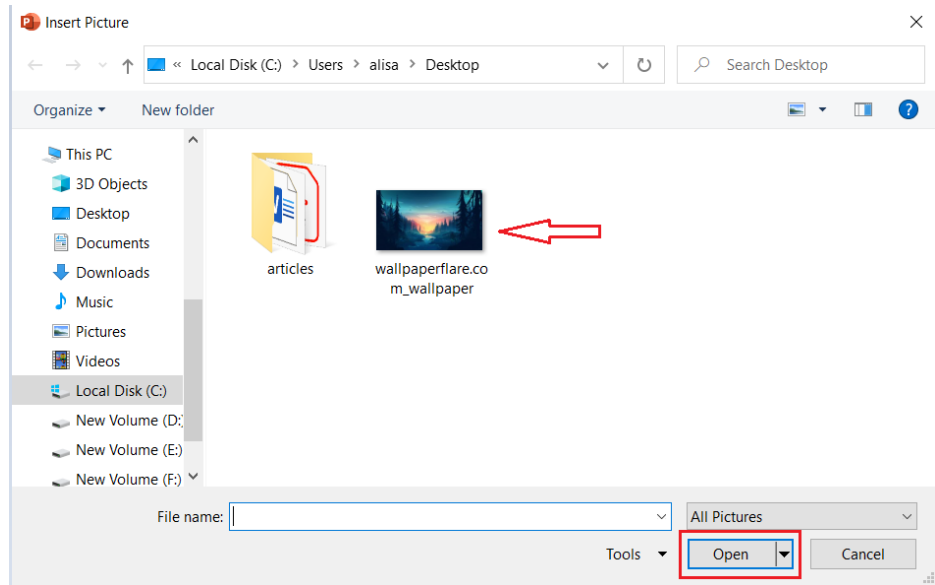 Insert Picture
« Local Disk (C:) > Users > alisa > Desktop
Search Desktop
Organize
New folder
This PC
3D Objects
Desktop
Documents
Downloads
Music
Pictures
Videos
Local Disk (C:)
New Volume (D:)
New Volume (E:)
New Volume (F:)
articles
wallpaperflare.co
m_wallpaper
File name:
All Pictures
Tools
Open
Cancel